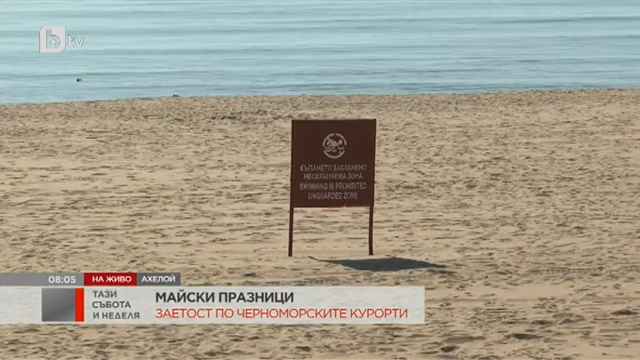 btv
КЪПАНЕТО ЗАБРАНЕНО
НЕОХРАНЯЕМА ЗОНА
SWIMMING IS PROHIBITED
UNGUARDED ZONE
08:05 НА ЖИВО АХЕЛОЙ
ТАЗИ
СЪБОТА
И НЕДЕЛЯ
МАЙСКИ ПРАЗНИЦИ
ЗАЕТОСТ ПО ЧЕРНОМОРСКИТЕ КУРОРТИ